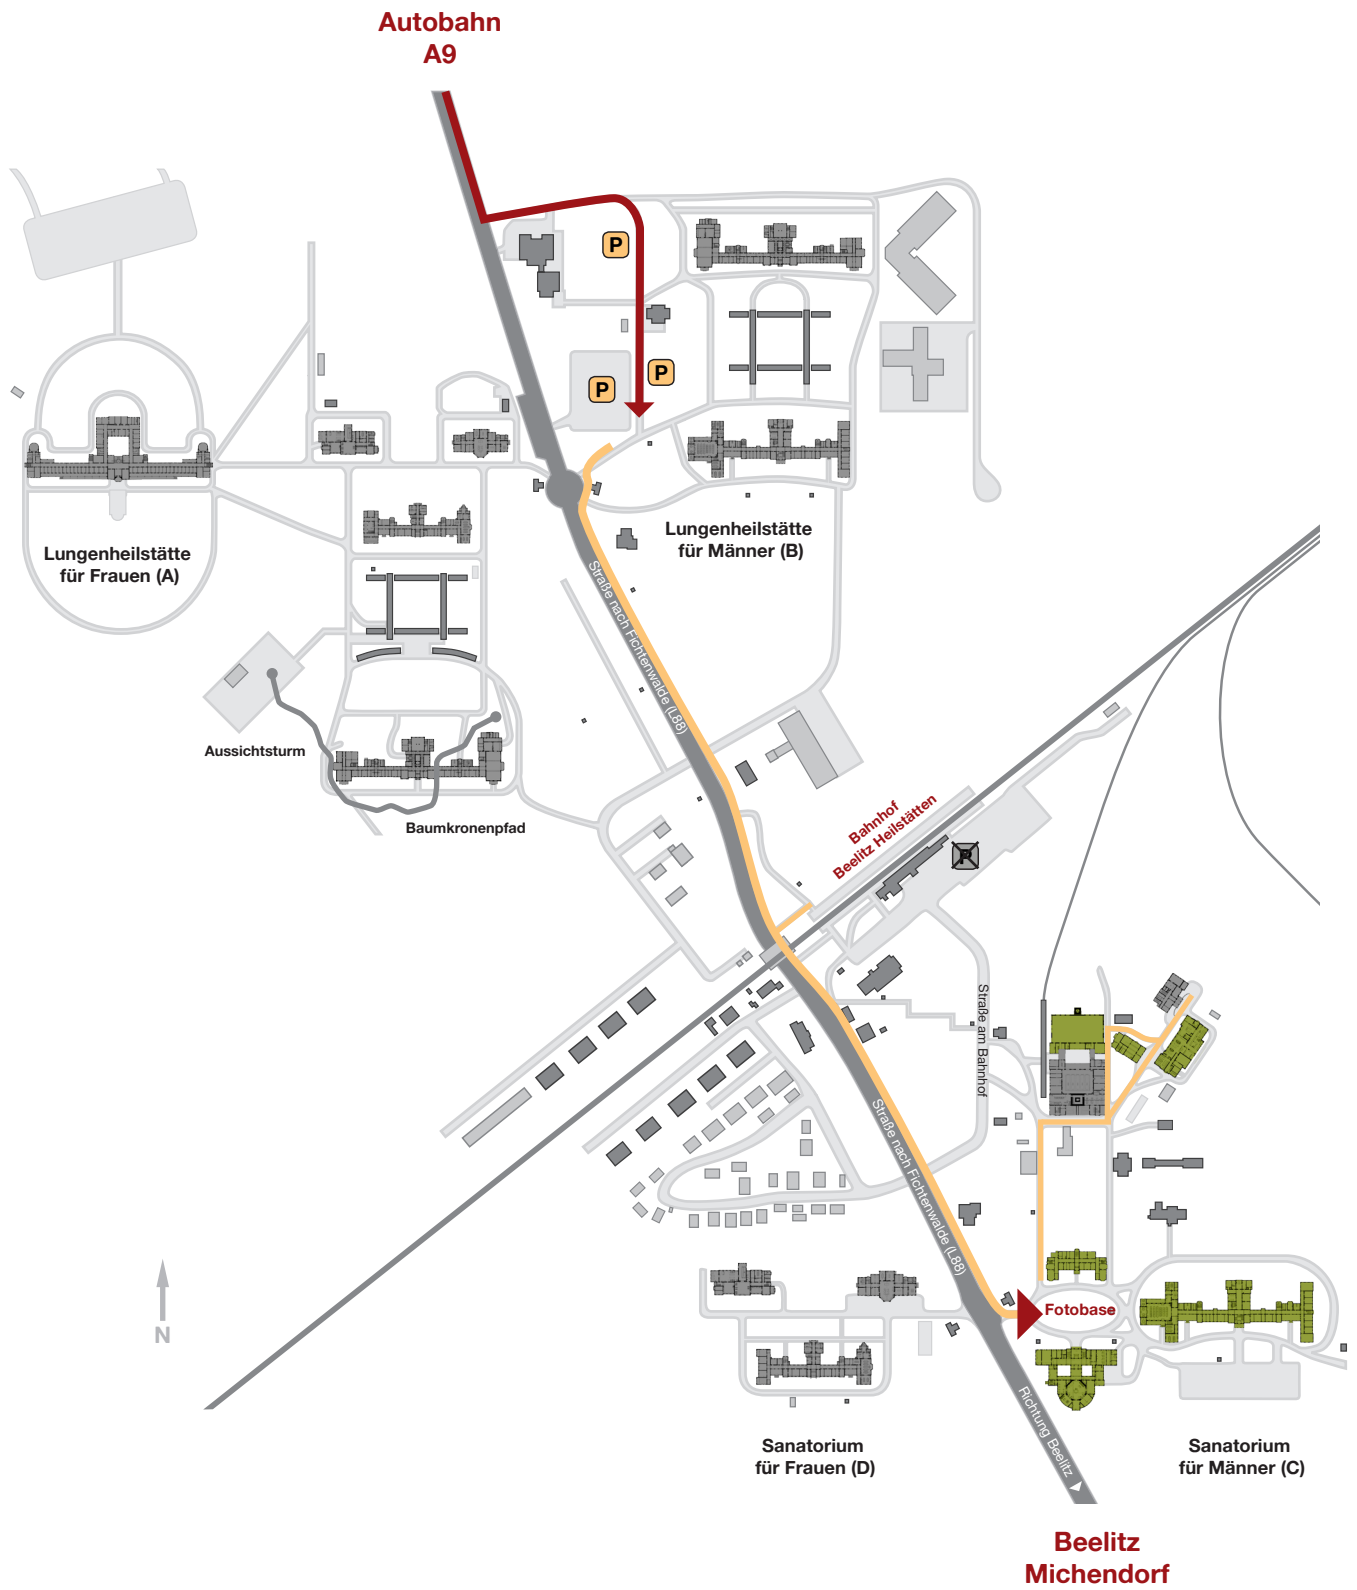 Autobahn
A9
P
P
P
Lungenheilstätte
für Frauen (A)
Lungenheilstätte
für Männer (B)
Straße nach Fichtenwalde (L88)
Aussichtsturm
Baumkronenpfad
Bahnhof
Beelitz Heilstätten
P
Straße am Bahnhof
Straße nach Fichtenwalde (L88)
N
Fotobase
Richtung Beelitz
Sanatorium
für Frauen (D)
Sanatorium
für Männer (C)
Beelitz
Michendorf